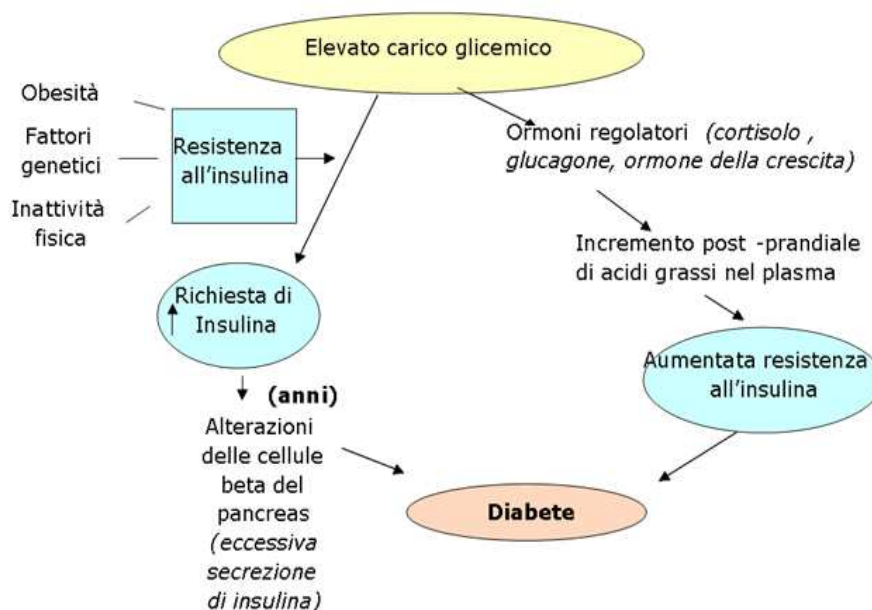 Elevato carico glicemico
Obesità
Fattori
genetici
Inattività
fisica
Resistenza
all'insulina
Ormoni regolatori (cortisolo ,
glucagone, ormone della crescita)
Incremento post -prandiale
di acidi grassi nel plasma
Richiesta di
Insulina
Aumentata resistenza
all'insulina
(anni)
Alterazioni
delle cellule
beta del
pancreas
(eccessiva
secrezione
di insulina)
Diabete